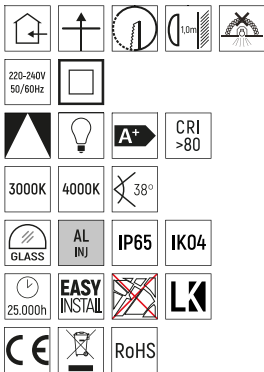 1,0m
220-240V
50/60Hz
A+
CRI
>80
3000K
4000K
38º
GLASS
AL
INJ
IP65
IK04
25.000h
EASY
INSTALL
LK
CE
RoHS